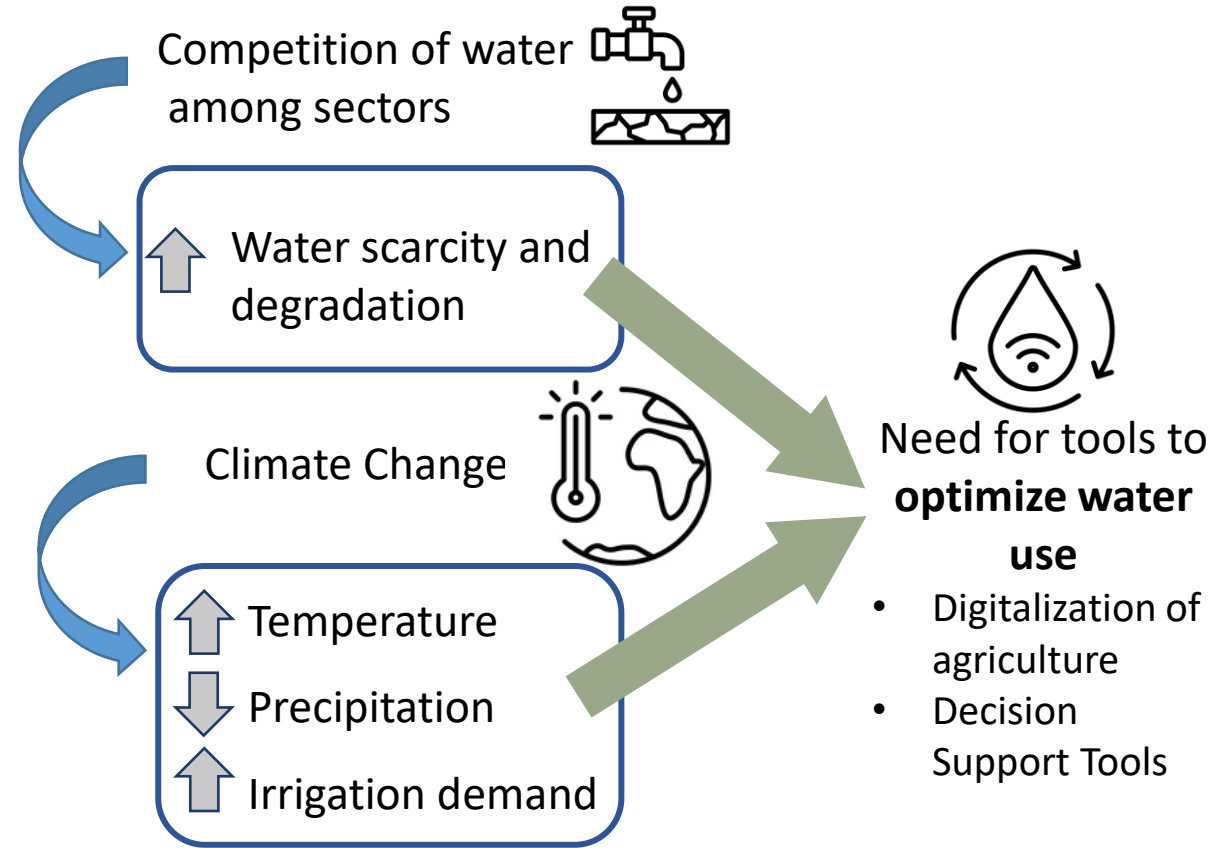 Competition of water
among sectors
Water scarcity and
degradation
Climate Change
Temperature
Precipitation
Irrigation demand
Need for tools to
optimize water
use
• Digitalization of
agriculture
• Decision
Support Tools